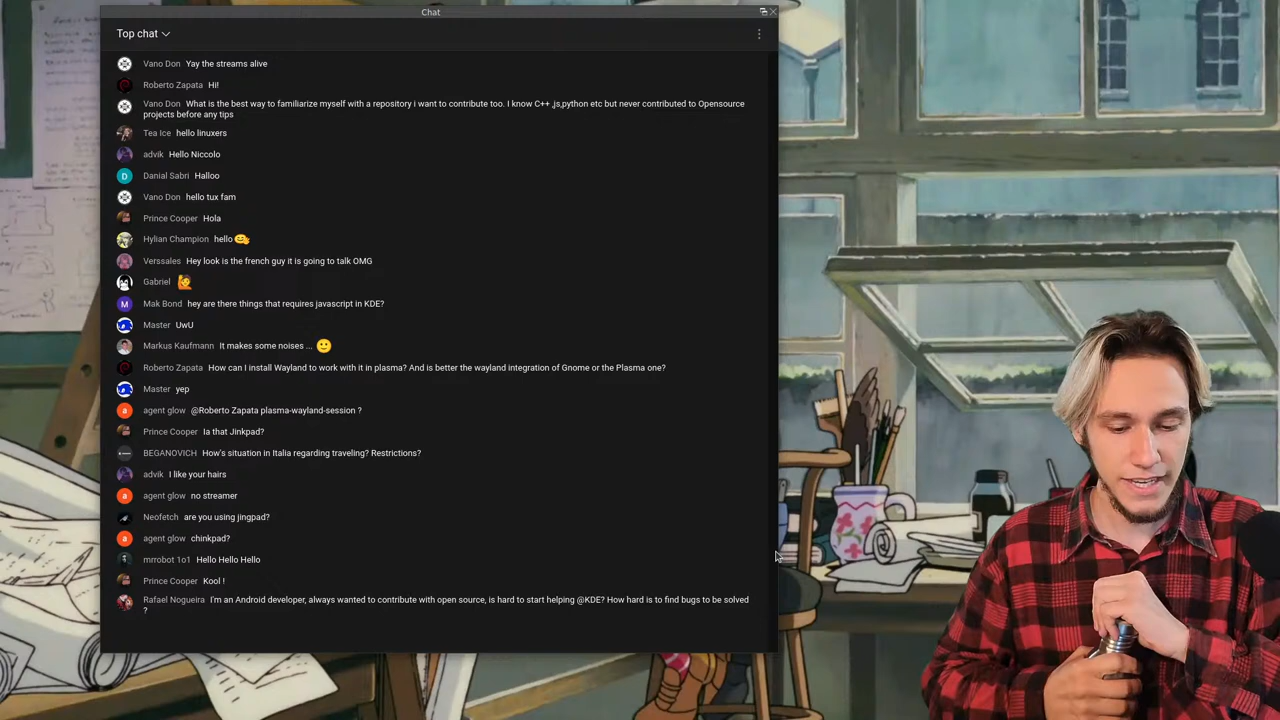 Chat
Top chat
Vano Don Yay the streams alive
Roberto Zapata Hi!
Vano Don What is the best way to familiarize myself with a repository i want to contribute too. I know C++ ,js,python etc but never contributed to Opensource
projects before any tips
Tea Ice hello linuxers
advik Hello Niccolo
Danial Sabri Halloo
Vano Don hello tux fam
Prince Cooper Hola
Hylian Champion hello
Verssales Hey look is the french guy it is going to talk OMG
Gabriel
M Mak Bond hey are there things that requires javascript in KDE?
Master UwU
Markus Kaufmann It makes some noises ...
Roberto Zapata How can I install Wayland to work with it in plasma? And is better the wayland integration of Gnome or the Plasma one?
Master yep
a agent glow @Roberto Zapata plasma-wayland-session ?
Prince Cooper Ia that Jinkpad?
BEGANOVICH How's situation in Italia regarding traveling? Restrictions?
advik I like your hairs
a agent glow no streamer
Neofetch are you using jingpad?
a agent glow chinkpad?
mrrobot 1o1 Hello Hello Hello
Prince Cooper Kool !
Rafael Nogueira I'm an Android developer, always wanted to contribute with open source, is hard to start helping @KDE? How hard is to find bugs to be solved
?